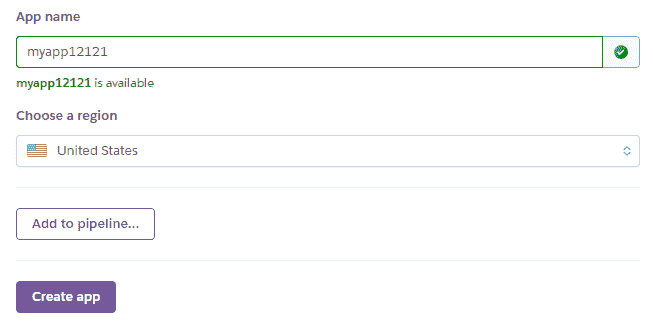 App name
myapp12121
myapp12121 is available
Choose a region
United States
Add to pipeline...
Create app